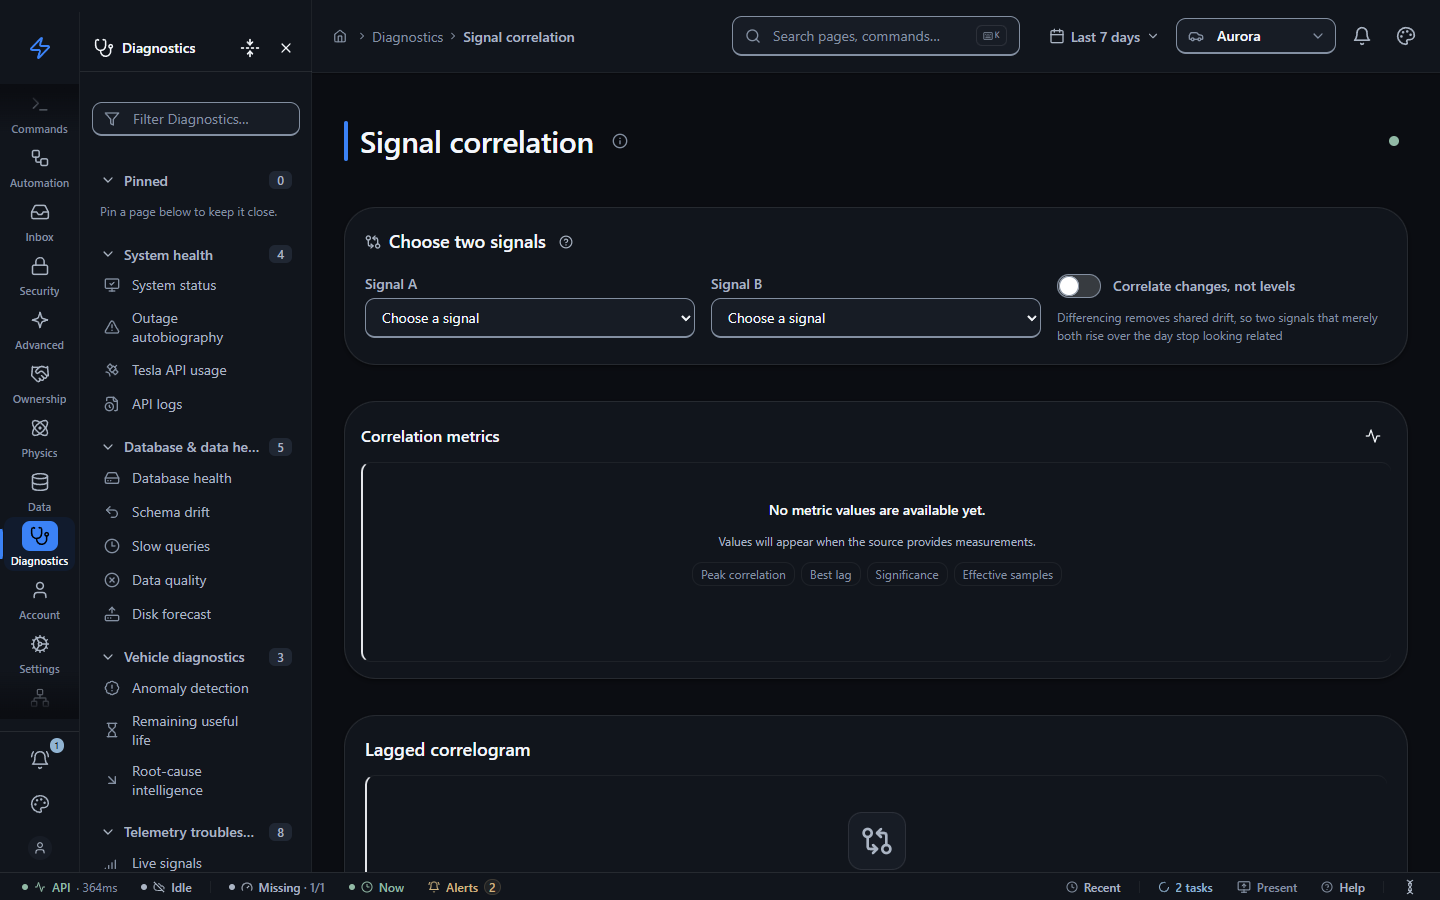 Diagnostics
Diagnostics
Signal correlation
Search pages, commands...
K
Last 7 days
Aurora
Commands
Automation
Inbox
Security
Advanced
Ownership
Physics
Data
Diagnostics
Account
Settings
1
Filter Diagnostics...
Pinned
0
Pin a page below to keep it close.
System health
4
System status
Outage
autobiography
Tesla API usage
API logs
Database & data he...
5
Database health
Schema drift
Slow queries
Data quality
Disk forecast
Vehicle diagnostics
3
Anomaly detection
Remaining useful
life
Root-cause
intelligence
Telemetry troubles...
8
Live signals
Signal correlation
Choose two signals
Signal A
Choose a signal
Signal B
Choose a signal
Correlate changes, not levels
Differencing removes shared drift, so two signals that merely
both rise over the day stop looking related
Correlation metrics
No metric values are available yet.
Values will appear when the source provides measurements.
Peak correlation
Best lag
Significance
Effective samples
Lagged correlogram
API · 364ms
Idle
Missing · 1/1
Now
Alerts 2
Recent
2 tasks
Present
Help